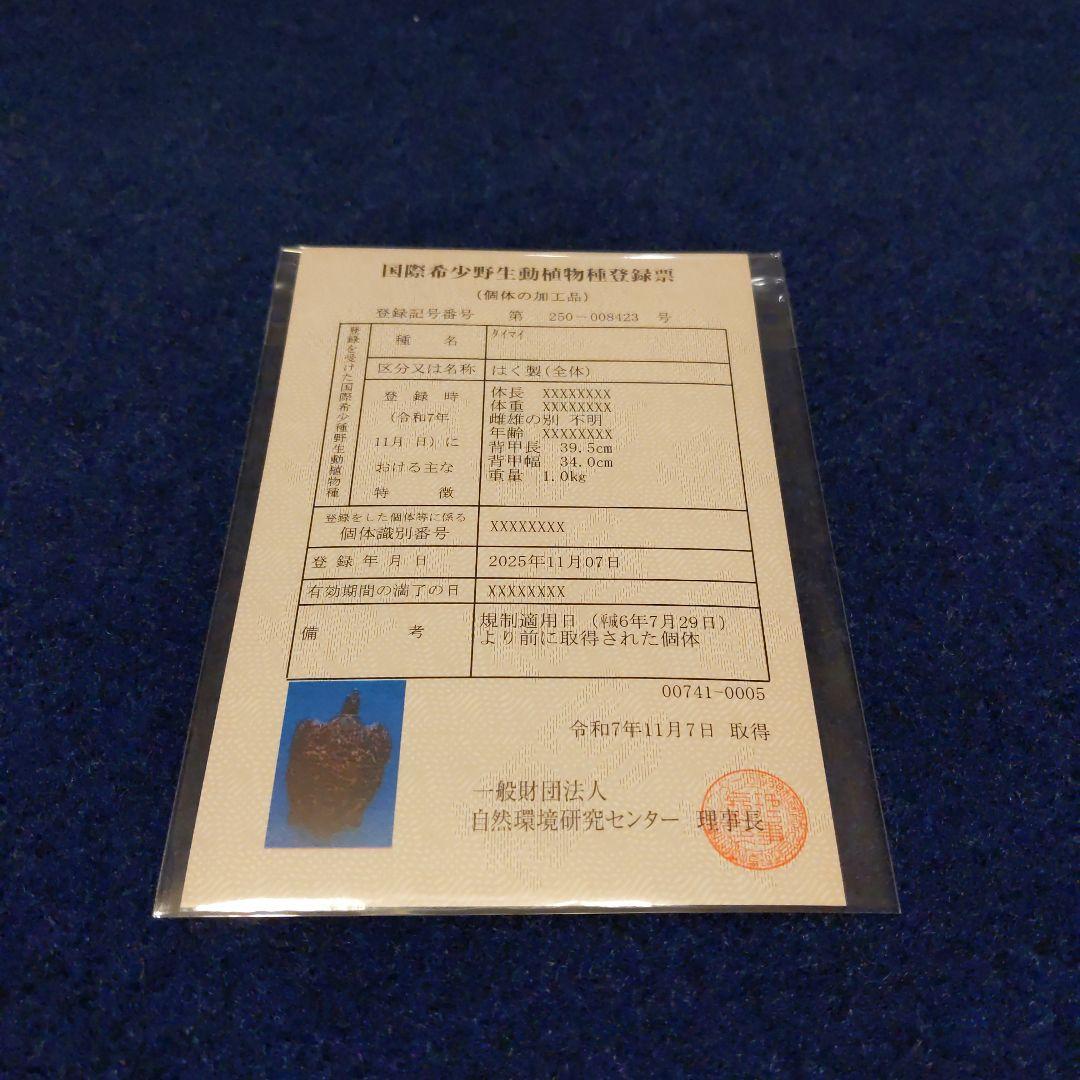 国際希少野生動植物種登録票
(個体の加工品)
登録記号番号 第 250-008423 号
登録を受けた国際希少種野生動植物種
種 名 タイマイ
区分又は名称 はく製(全体)
登録時
(令和7年
11月 日)に
おける主な
特徴
体長 XXXXXXXX
体重 XXXXXXXX
雌雄の別 不明
年齢 XXXXXXXX
背甲長 39.5cm
背甲幅 34.0cm
重量 1.0kg
登録をした個体等に係る
個体識別番号 XXXXXXXX
登録年月日 2025年11月07日
有効期間の満了の日 XXXXXXXX
備考
規制適用日(平成6年7月29日)
より前に取得された個体
00741-0005
令和7年11月7日 取得
一般財団法人
自然環境研究センター 理事長